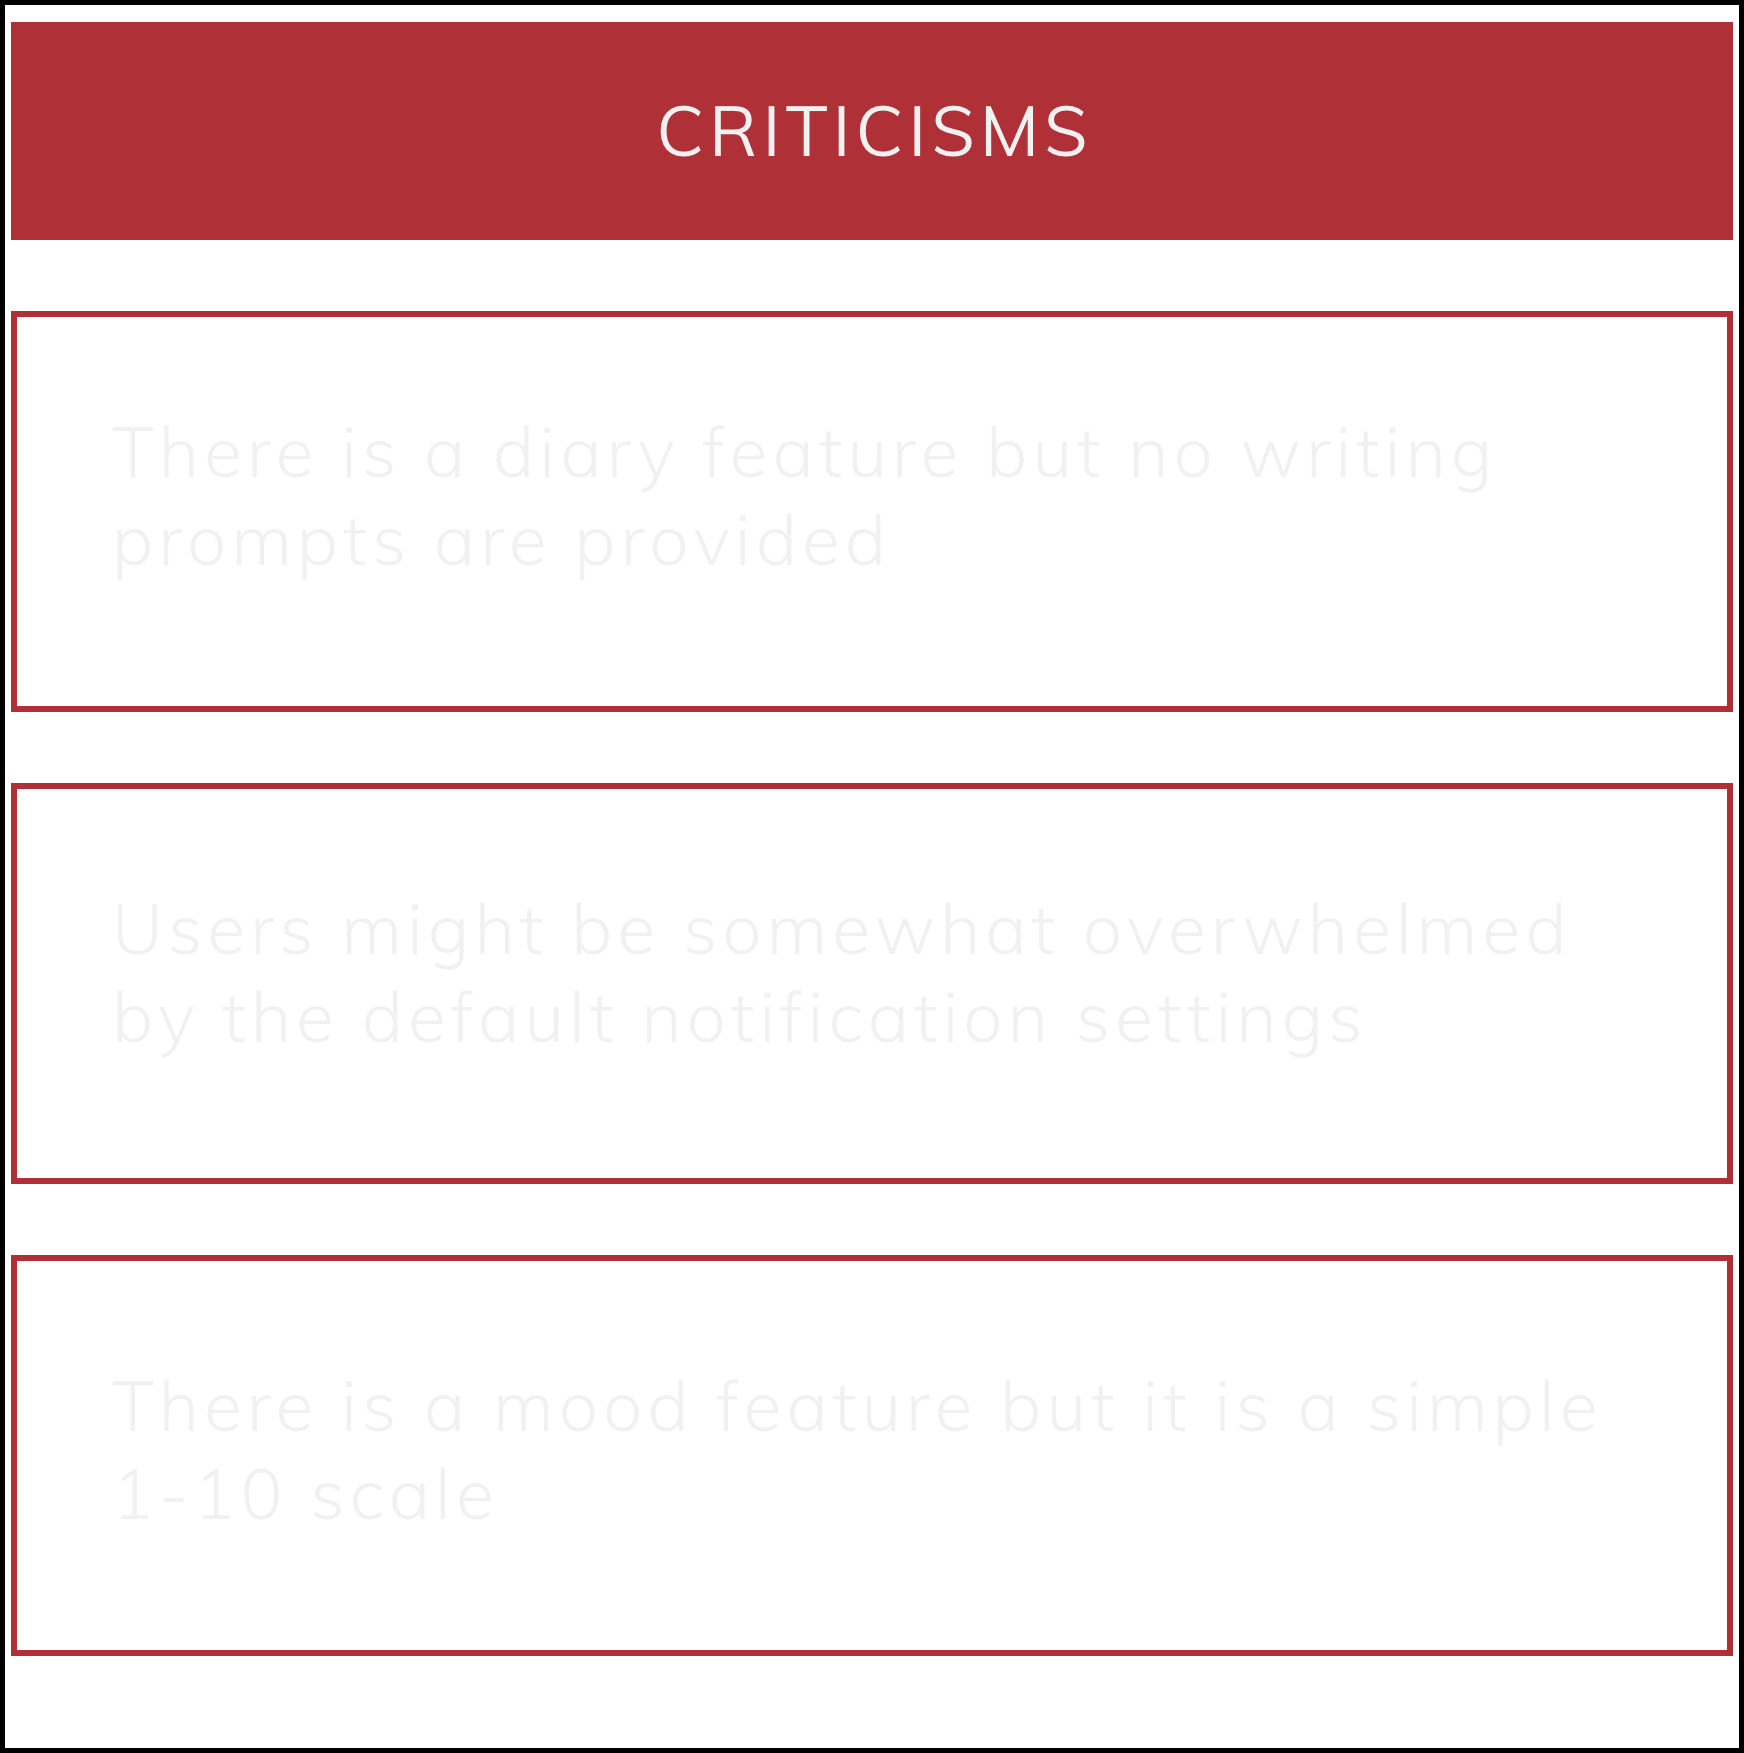 CRITICISMS
There is a diary feature but no writing
prompts are provided
Users might be somewhat overwhelmed
by the default notification settings
There is a mood feature but it is a simple
1-10 scale